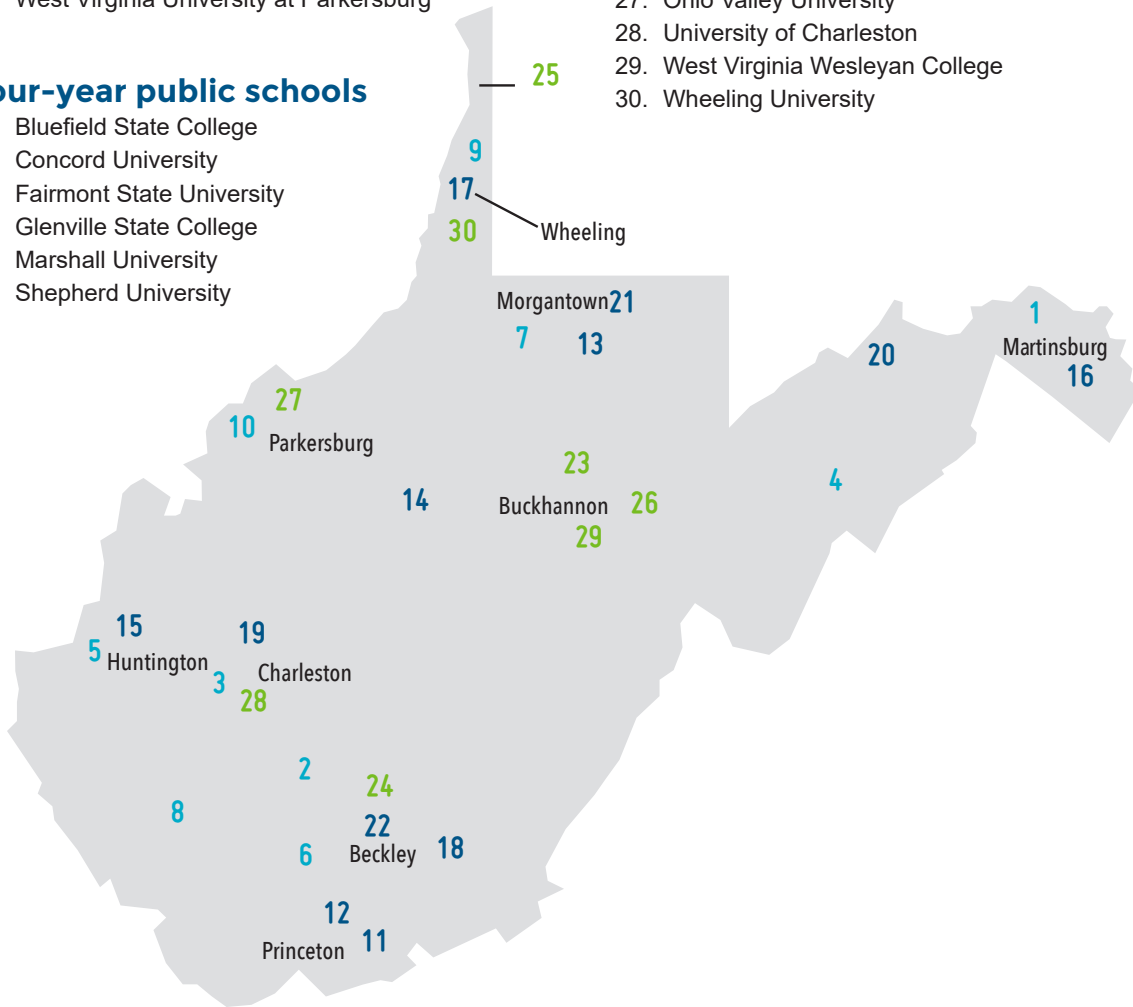 West Virginia University at Parkersburg
our-year public schools
Bluefield State College
Concord University
Fairmont State University
Glenville State College
Marshall University
Shepherd University
27. Ohio Valley University
28. University of Charleston
29. West Virginia Wesleyan College
30. Wheeling University
25
9
17
Wheeling
30
Morgantown 21
7
13
1
Martinsburg
20
16
27
10
Parkersburg
23
4
14
Buckhannon 26
29
15
19
5
Huntington
3
Charleston
28
2
24
8
22
6
Beckley 18
12
11
Princeton